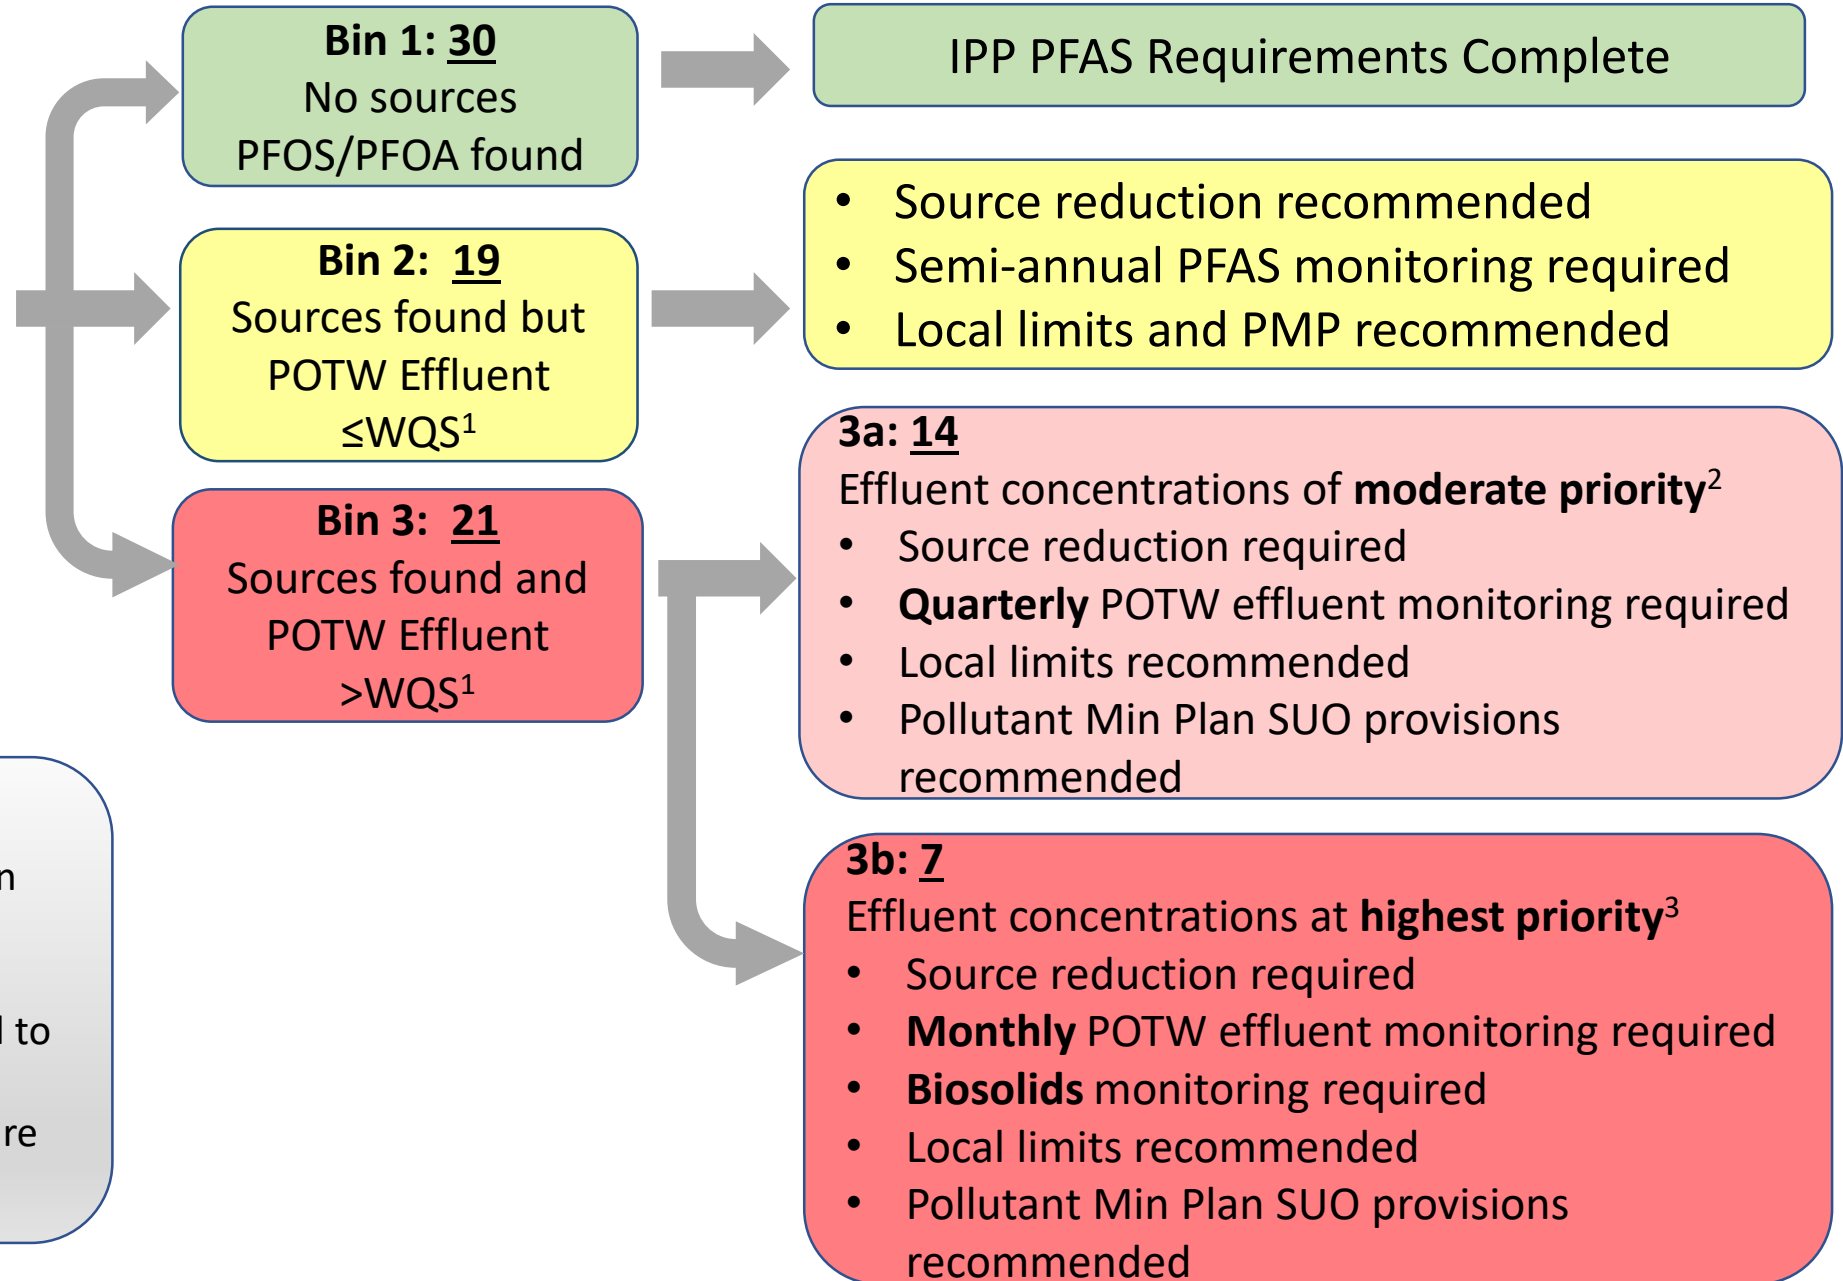 Bin 1: 30
No sources
PFOS/PFOA found
IPP PFAS Requirements Complete
Bin 2: 19
Sources found but
POTW Effluent
≤WQS¹
• Source reduction recommended
• Semi-annual PFAS monitoring required
• Local limits and PMP recommended
Bin 3: 21
Sources found and
POTW Effluent
>WQS¹
3a: 14
Effluent concentrations of moderate priority²
• Source reduction required
• Quarterly POTW effluent monitoring required
• Local limits recommended
• Pollutant Min Plan SUO provisions
recommended
3b: 7
Effluent concentrations at highest priority³
• Source reduction required
• Monthly POTW effluent monitoring required
• Biosolids monitoring required
• Local limits recommended
• Pollutant Min Plan SUO provisions
recommended
to
re